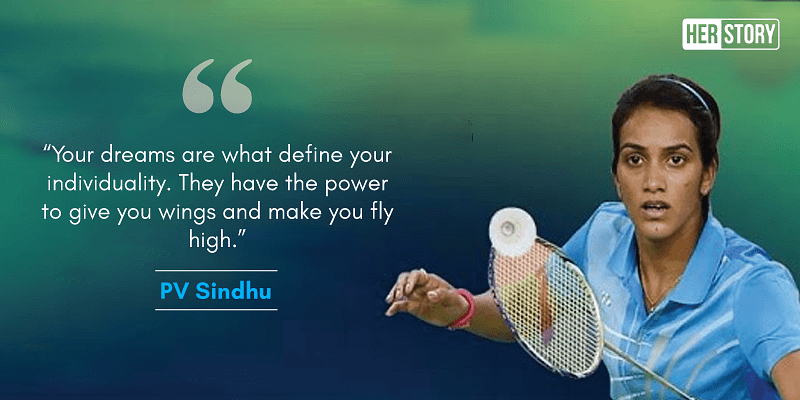 HER STORY
“Your dreams are what define your
individuality. They have the power
to give you wings and make you fly
high.”
PV Sindhu